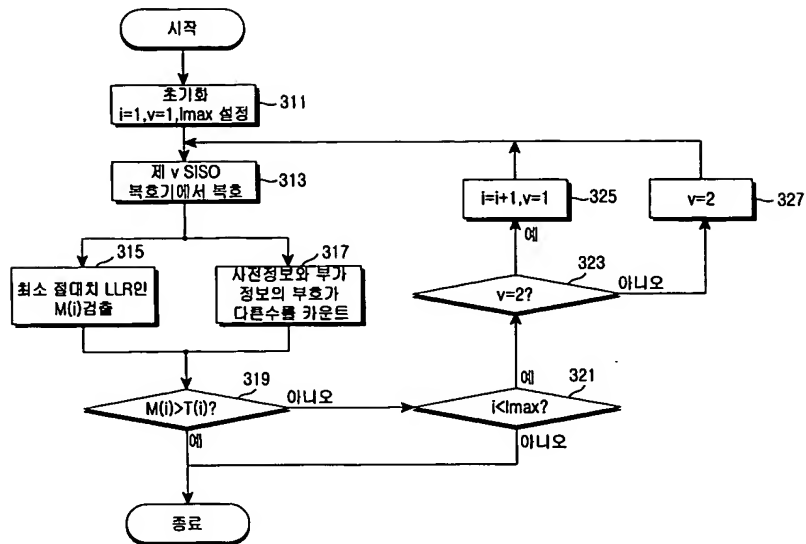 시작
초기화
i=1,v=1,Imax 설정
311
제 v SISO
복호기에서 복호
313
315
최소 절대치 LLR인
M(i)검출
317
사전정보와 부가
정보의 부호가
다른수를 카운트
319
M(i)>T(i)?
아니오
예
321
i<Imax?
예
아니오
323
v=2?
예
아니오
i=i+1,v=1
325
v=2
327
종료